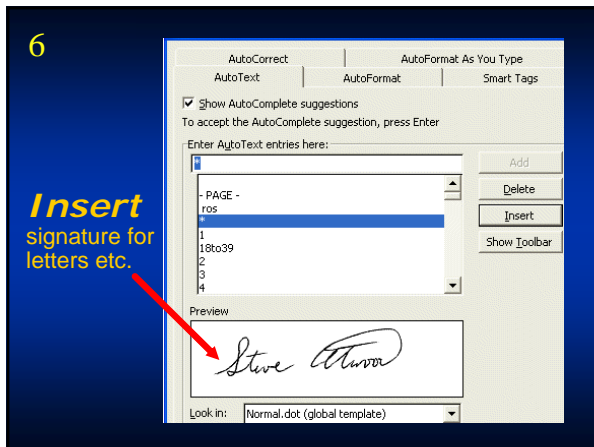 6
AutoCorrect AutoFormat As You Type
AutoText AutoFormat Smart Tags
Show AutoComplete suggestions
To accept the AutoComplete suggestion, press Enter
Enter AutoText entries here:
*
Add
- PAGE -
Delete
ros
*
Insert
1
18to39
Show Toolbar
2
3
4
Insert
signature for
letters etc.
Preview
Steve
Look in: Normal.dot (global template)